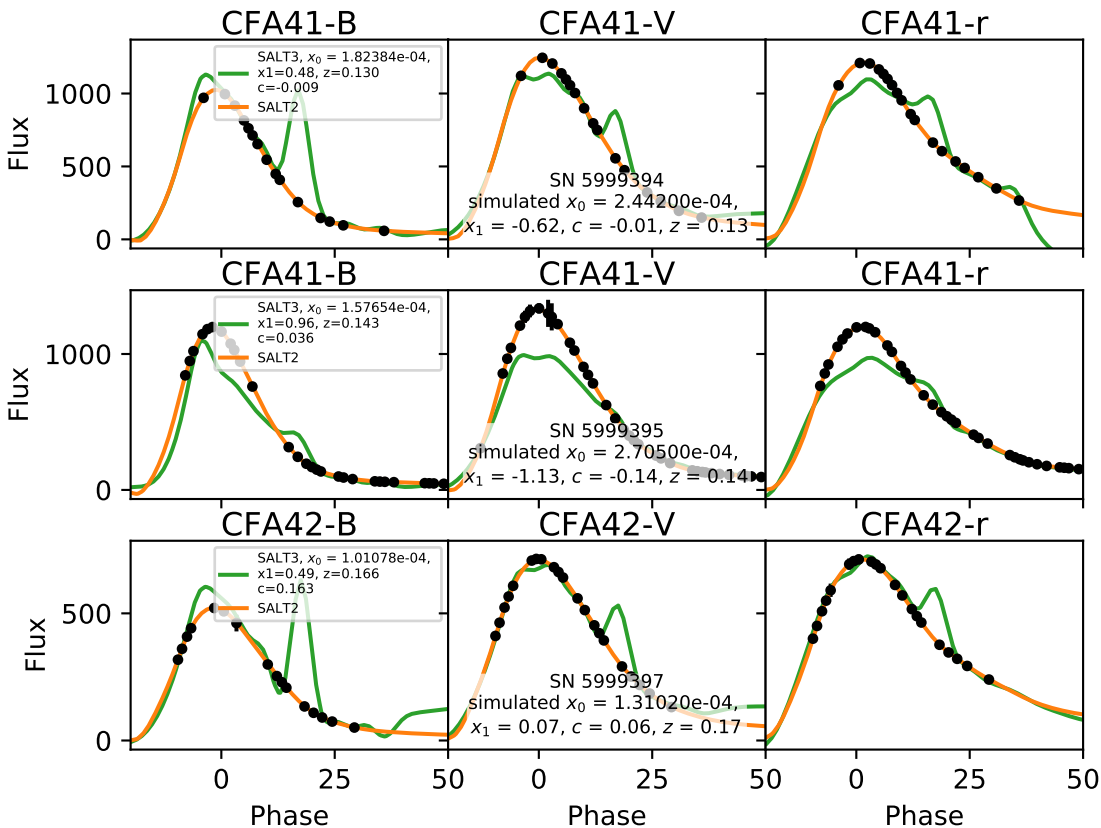 CFA41-B CFA41-V CFA41-r
Flux
1000
500
0
SALT3, x0 = 1.82384e-04,
x1=0.48, z=0.130
c=-0.009
SALT2
SN 5999394
simulated x0 = 2.44200e-04,
x1 = -0.62, c = -0.01, z = 0.13
CFA41-B CFA41-V CFA41-r
Flux
1000
0
SALT3, x0 = 1.57654e-04,
x1=0.96, z=0.143
c=0.036
SALT2
SN 5999395
simulated x0 = 2.70500e-04,
x1 = -1.13, c = -0.14, z = 0.14
CFA42-B CFA42-V CFA42-r
Flux
500
0
SALT3, x0 = 1.01078e-04,
x1=0.49, z=0.166
c=0.163
SALT2
SN 5999397
simulated x0 = 1.31020e-04,
x1 = 0.07, c = 0.06, z = 0.17
0 25 50 0 25 50 0 25 50
Phase Phase Phase